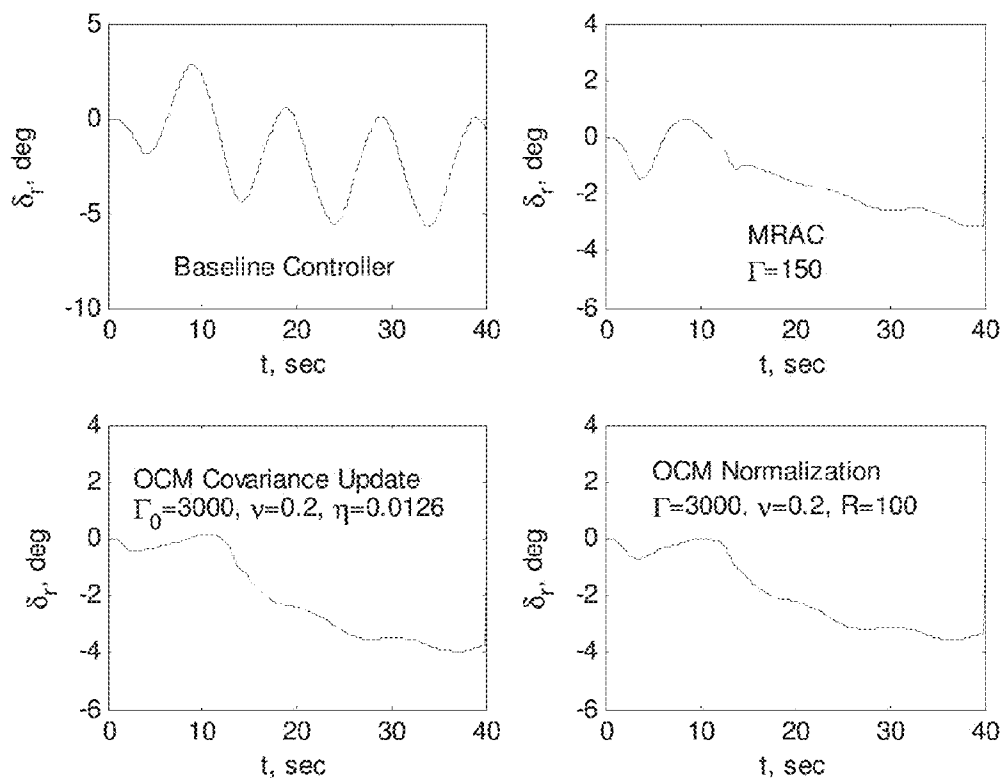 5
0
-5
-10
δr, deg
Baseline Controller
0 10 20 30 40
t, sec
4
2
0
-2
-4
-6
δr, deg
MRAC
Γ=150
0 10 20 30 40
t, sec
4
2
0
-2
-4
-6
δr, deg
OCM Covariance Update
Γ0=3000, ν=0.2, η=0.0126
0 10 20 30 40
t, sec
4
2
0
-2
-4
-6
δr, deg
OCM Normalization
Γ=3000, ν=0.2, R=100
0 10 20 30 40
t, sec